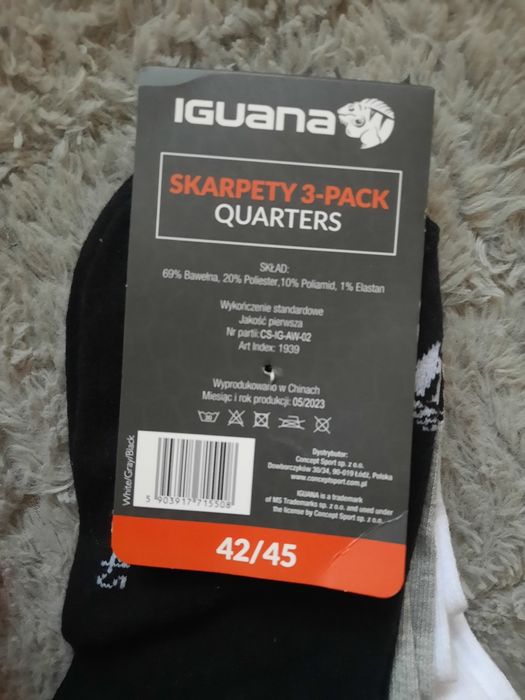 IGUana
SKARPETY 3-PACK
QUARTERS
SKŁAD:
69% Bawełna, 20% Poliester,10% Poliamid, 1% Elastan
Wykończenie standardowe
Jakość pierwsza
Nr partii: CS-IG-AW-02
Art Index: 1939
Wyprodukowano w Chinach
Miesiąc i rok produkcji: 05/2023
White/Gray/Black
5 903917 715508
Dystrybutor:
Concept Sport sp. z o.o.
Dowborczyków 30/34, 90-019 Łódź, Polska
www.conceptsport.com.pl
IGUANA is a trademark
of MS Trademarks sp. z o.o. and used under
the license by Concept Sport sp. z o.o.
42/45